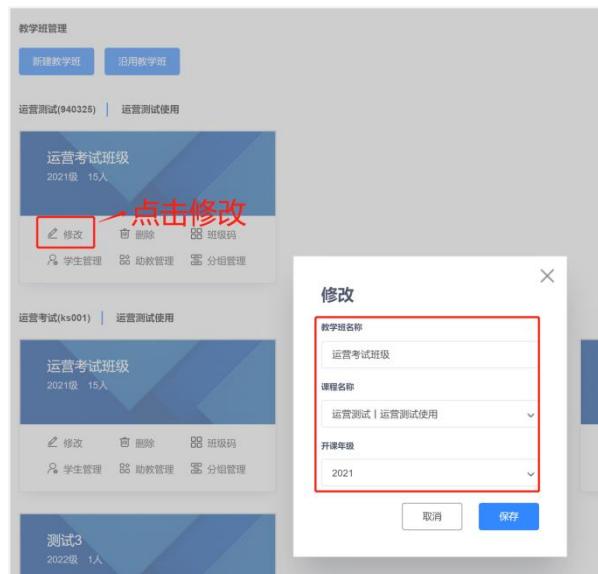 教学班管理
新建教学班 沿用教学班
运营测试(940325) | 运营测试使用
运营考试班级
2021级 15人
点击修改
修改 删除 班级码
学生管理 助教管理 分组管理
运营考试(ks001) | 运营测试使用
运营考试班级
2021级 15人
修改 删除 班级码
学生管理 助教管理 分组管理
测试3
2022级 1人
修改
教学班名称
运营考试班级
课程名称
运营测试丨运营测试使用
开课年级
2021
取消 保存